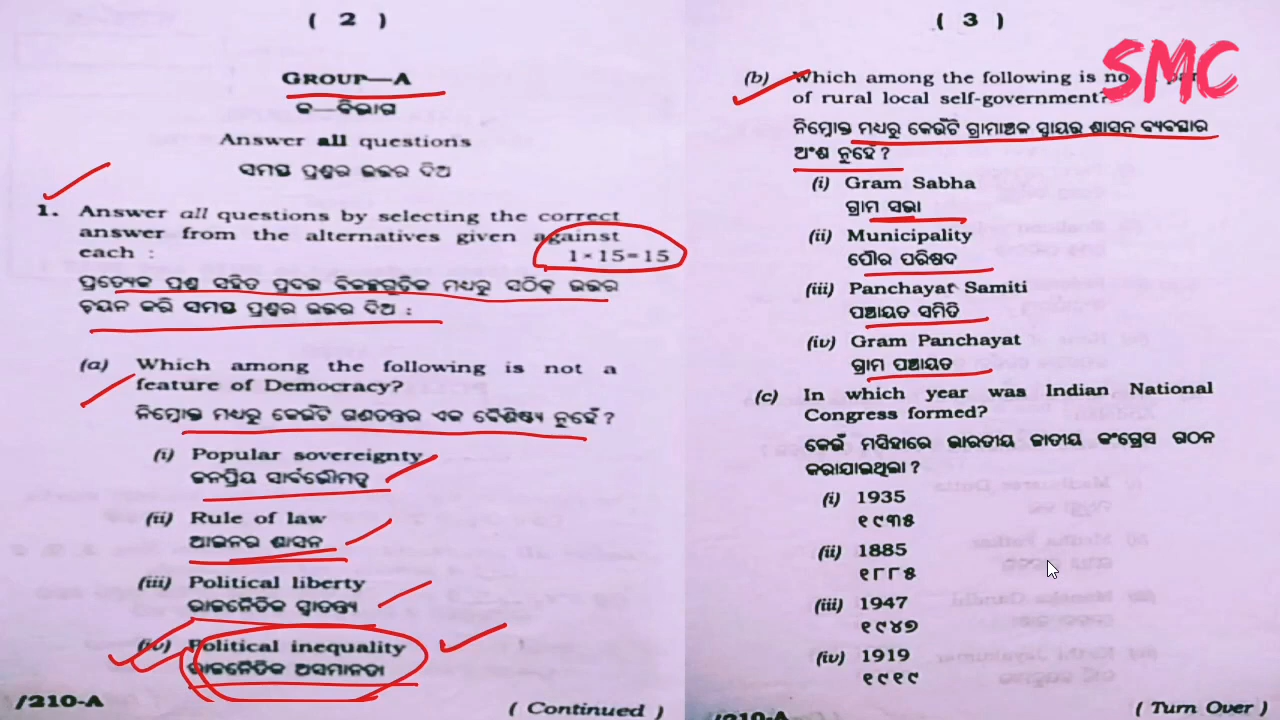 ( 2 )
GROUP—A
କ—ବିଭାଗ
Answer all questions
ସମସ୍ତ ପ୍ରଶ୍ନର ଉତ୍ତର ଦିଅ
1. Answer all questions by selecting the correct
answer from the alternatives given against
each : 1×15=15
ପ୍ରତ୍ୟେକ ପ୍ରଶ୍ନ ସହିତ ପ୍ରଦତ୍ତ ବିକଳ୍ପଗୁଡ଼ିକ ମଧ୍ୟରୁ ସଠିକ୍ ଉତ୍ତର
ଚୟନ କରି ସମସ୍ତ ପ୍ରଶ୍ନର ଉତ୍ତର ଦିଅ :
(a) Which among the following is not a
feature of Democracy?
ନିମ୍ନୋକ୍ତ ମଧ୍ୟରୁ କେଉଁଟି ଗଣତନ୍ତ୍ରର ଏକ ବୈଶିଷ୍ଟ୍ୟ ନୁହେଁ ?
(i) Popular sovereignty
ଜନପ୍ରିୟ ସାର୍ବଭୌମତ୍ୱ
(ii) Rule of law
ଆଇନର ଶାସନ
(iii) Political liberty
ରାଜନୈତିକ ସ୍ୱାତନ୍ତ୍ର୍ୟ
(iv) Political inequality
ରାଜନୈତିକ ଅସମାନତା
/210-A
( Continued )
( 3 )
(b) Which among the following is
of rural local self-government?
ନିମ୍ନୋକ୍ତ ମଧ୍ୟରୁ କେଉଁଟି ଗ୍ରାମାଞ୍ଚଳ ସ୍ୱାୟତ୍ତ ଶାସନ ବ୍ୟବସ୍ଥାର
ଅଂଶ ନୁହେଁ ?
(i) Gram Sabha
ଗ୍ରାମ ସଭା
(ii) Municipality
ପୌର ପରିଷଦ
(iii) Panchayat Samiti
ପଞ୍ଚାୟତ ସମିତି
(iv) Gram Panchayat
ଗ୍ରାମ ପଞ୍ଚାୟତ
(c) In which year was Indian National
Congress formed?
କେଉଁ ମସିହାରେ ଭାରତୀୟ ଜାତୀୟ କଂଗ୍ରେସ ଗଠନ
କରାଯାଇଥିଲା ?
(i) 1935
୧୯୩୫
(ii) 1885
୧୮୮୫
(iii) 1947
୧୯୪୭
(iv) 1919
୧୯୧୯
( Turn Over )
SMC